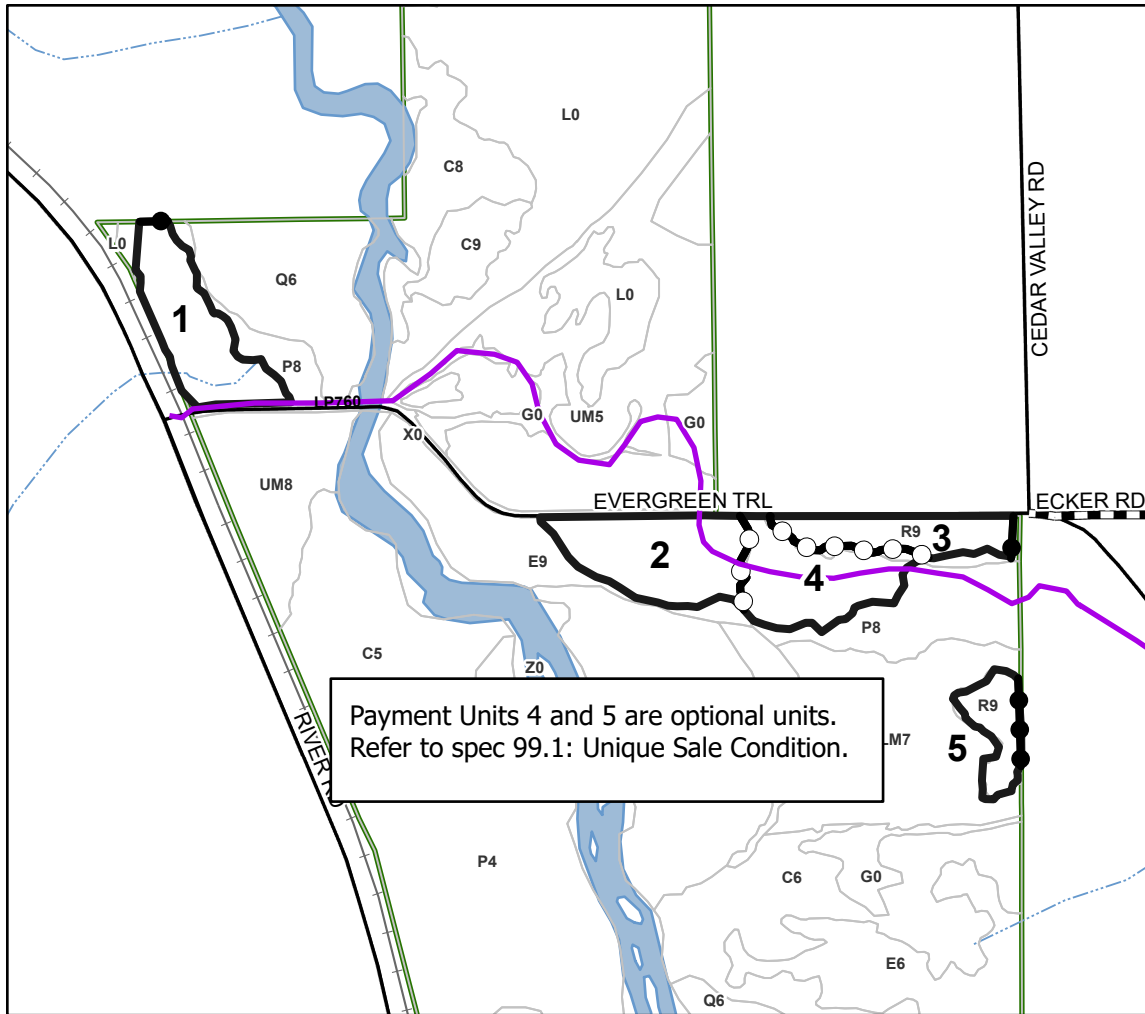 L0
C8
CEDAR VALLEY RD
L0
C9
Q6
L0
1
P8
LP760
G0
UM5
G0
X0
UM8
EVERGREEN TRL
ECKER RD
R9
3
E9
2
4
P8
C5
Z0
Payment Units 4 and 5 are optional units.
Refer to spec 99.1: Unique Sale Condition.
R9
5
LM7
RIVER RD
P4
C6
G0
E6
Q6